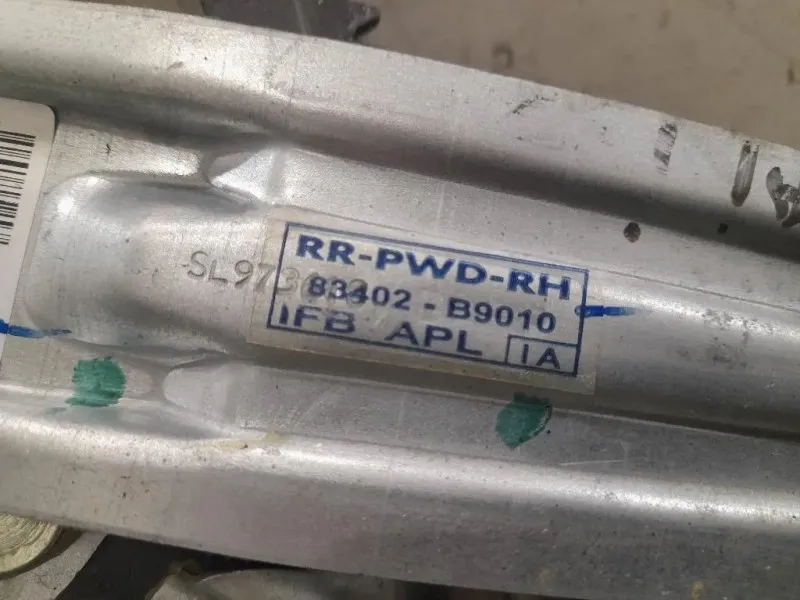 RR-PWD-RH
83402 - B9010
IFB APL IA